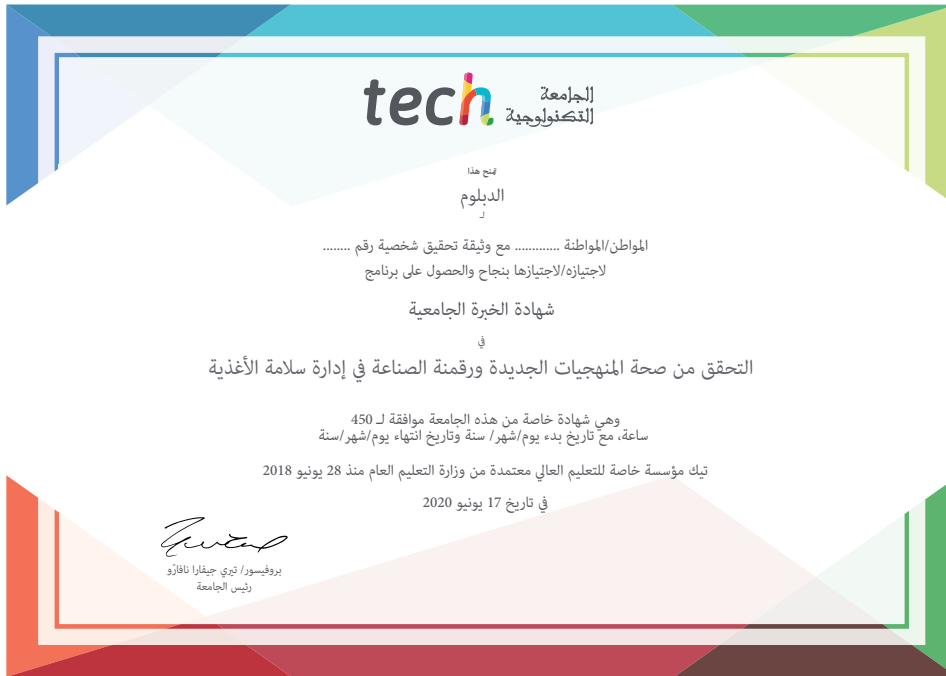 tech الجامعة
التكنولوجية
يمنح هذا
الدبلوم
لـ
المواطن/المواطنة ............ مع وثيقة تحقيق شخصية رقم ........
لاجتيازه/لاجتيازها بنجاح والحصول على برنامج
شهادة الخبرة الجامعية
في
التحقق من صحة المنهجيات الجديدة ورقمنة الصناعة في إدارة سلامة الأغذية
وهي شهادة خاصة من هذه الجامعة موافقة لـ 450
ساعة، مع تاريخ بدء يوم/شهر/ سنة وتاريخ انتهاء يوم/شهر/سنة
تيك مؤسسة خاصة للتعليم العالي معتمدة من وزارة التعليم العام منذ 28 يونيو 2018
في تاريخ 17 يونيو 2020
بروفيسور/ تيري جيفارا نافارو
رئيس الجامعة